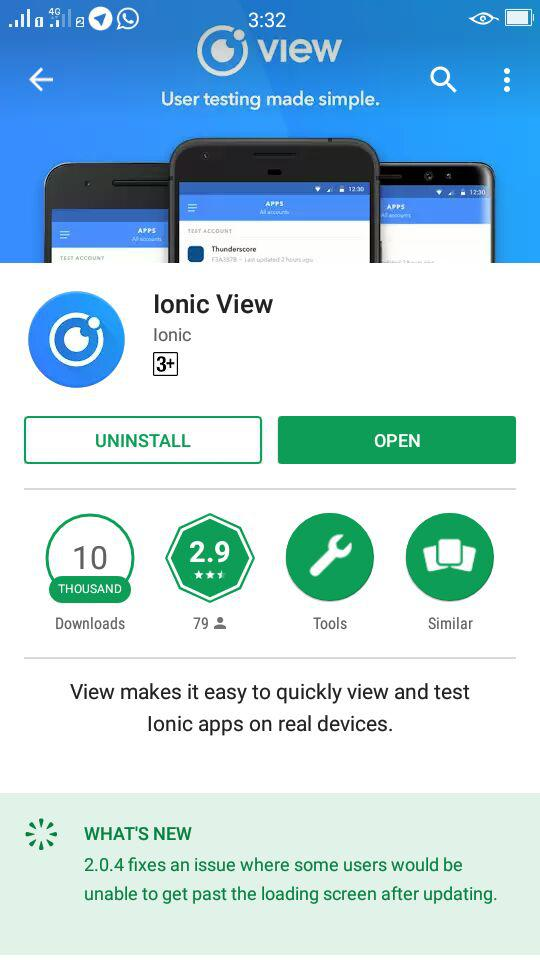 4G 2 3:32
view
User testing made simple.
12:30 12:30
APPS APPS APPS
All accounts All accounts All accounts
TEST ACCOUNT
TEST ACCOUNT
Thunderscore
F3A387B – Last updated 2 hours ago
Ionic View
Ionic
3+
UNINSTALL OPEN
10 2.9
THOUSAND
Downloads 79 Tools Similar
View makes it easy to quickly view and test
Ionic apps on real devices.
WHAT'S NEW
2.0.4 fixes an issue where some users would be
unable to get past the loading screen after updating.